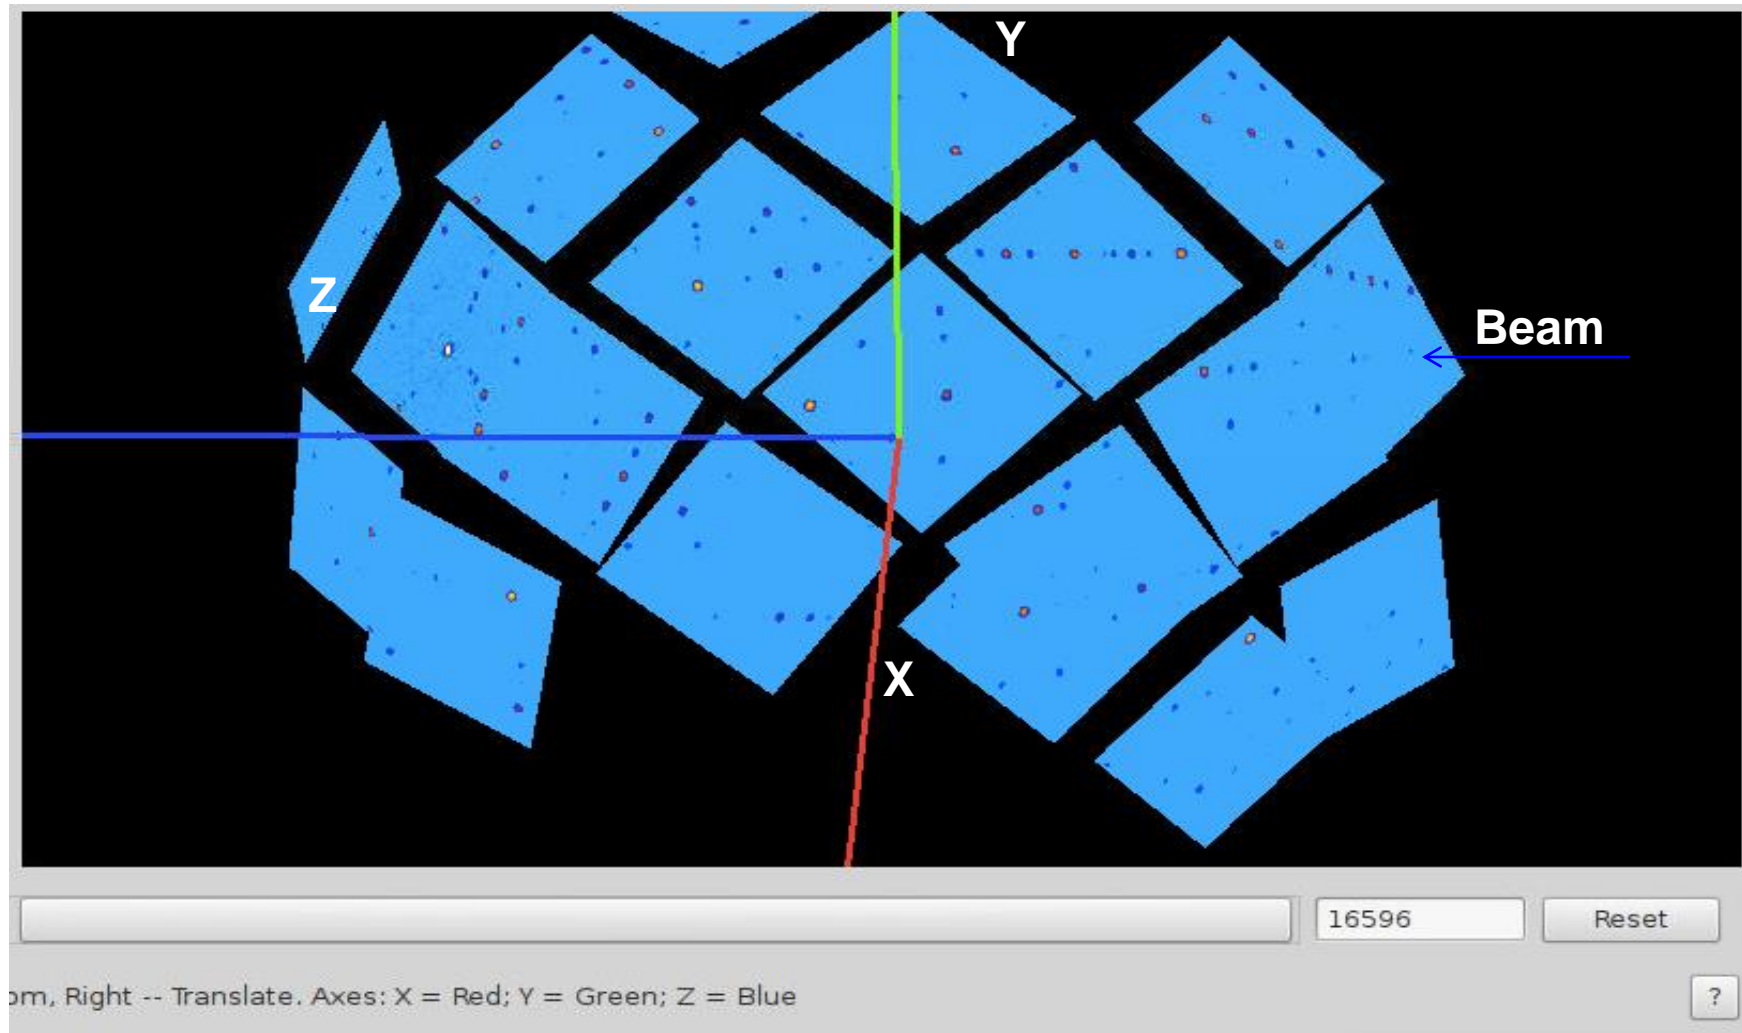 Y
Z
Beam
X
16596 Reset
om, Right -- Translate. Axes: X = Red; Y = Green; Z = Blue ?